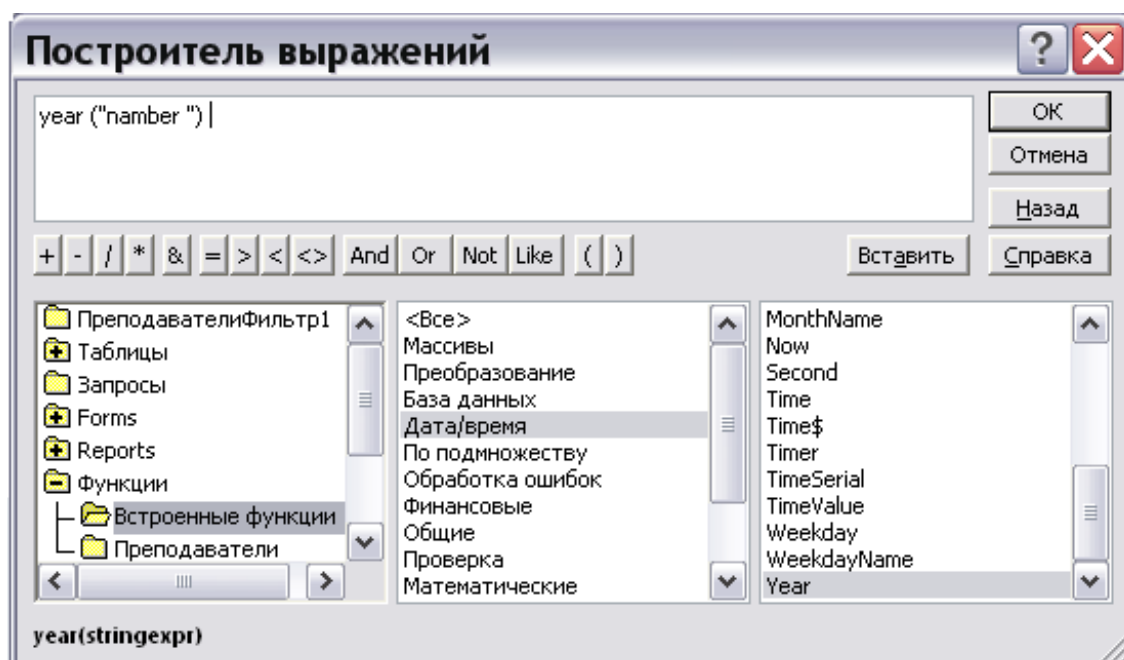 Построитель выражений
year ("namber ")
ОК
Отмена
Назад
+ - / * & = > < <> And Or Not Like ( ) Вставить Справка
ПреподавателиФильтр1
Таблицы
Запросы
Forms
Reports
Функции
Встроенные функции
Преподаватели
<Все>
Массивы
Преобразование
База данных
Дата/время
По подмножеству
Обработка ошибок
Финансовые
Общие
Проверка
Математические
MonthName
Now
Second
Time
Time$
Timer
TimeSerial
TimeValue
Weekday
WeekdayName
Year
year(stringexpr)